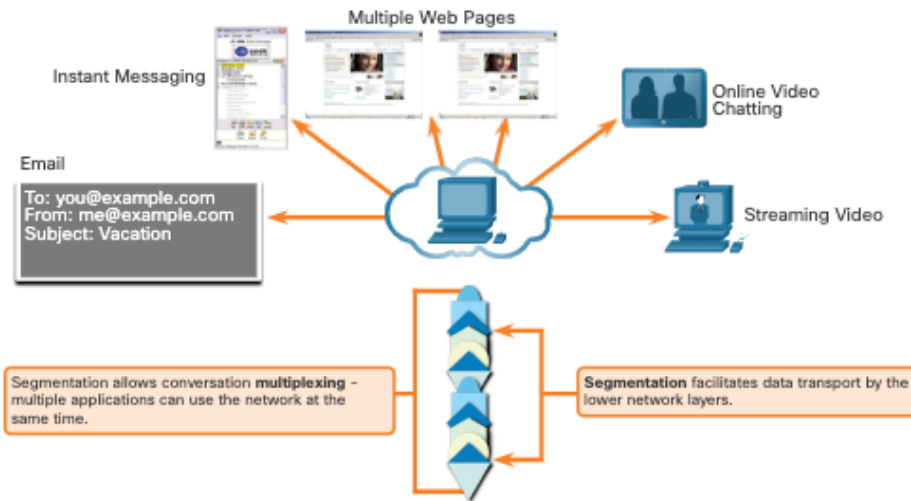 Multiple Web Pages
Instant Messaging
Online Video
Chatting
Email
To: you@example.com
From: me@example.com
Subject: Vacation
Streaming Video
Segmentation allows conversation multiplexing –
multiple applications can use the network at the
same time.
Segmentation facilitates data transport by the
lower network layers.